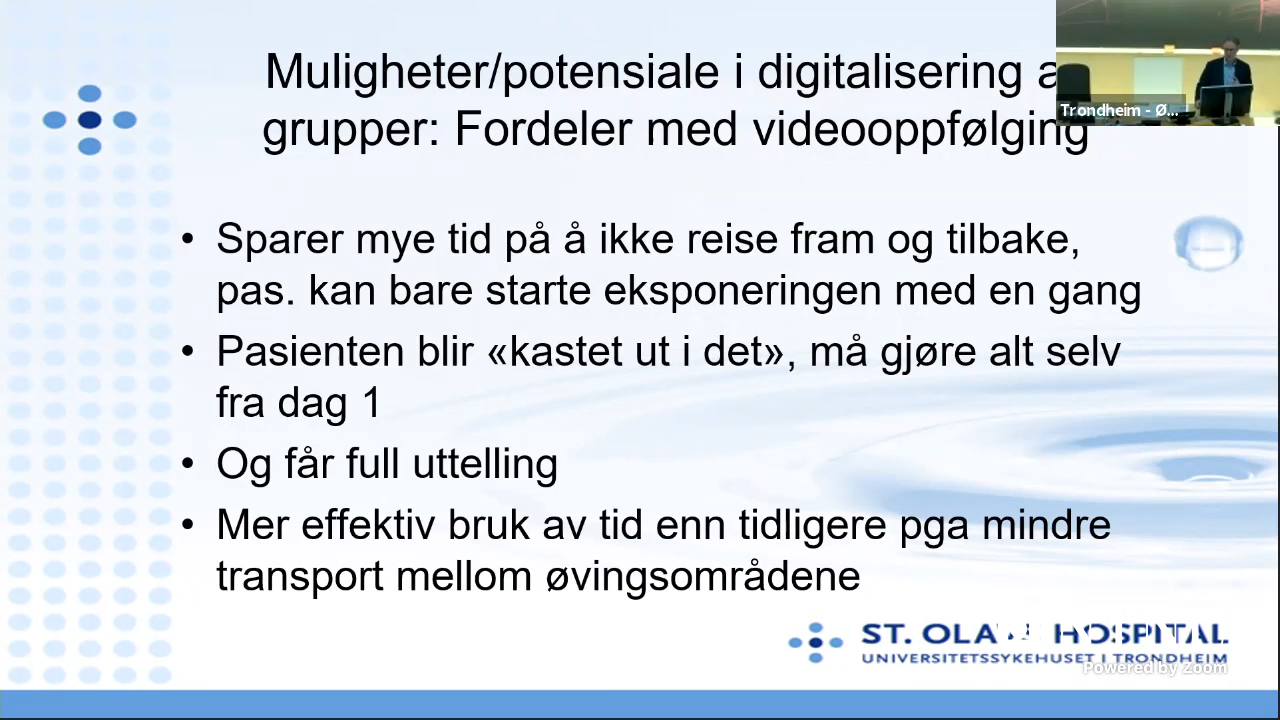 Muligheter/potensiale i digitalisering
grupper: Fordeler med videooppfølging
Trondheim - Ø...
• Sparer mye tid på å ikke reise fram og tilbake,
pas. kan bare starte eksponeringen med en gang
• Pasienten blir «kastet ut i det», må gjøre alt selv
fra dag 1
• Og får full uttelling
• Mer effektiv bruk av tid enn tidligere pga mindre
transport mellom øvingsområdene
ST. OLAVS HOSPITAL
UNIVERSITETSSYKEHUSET I TRONDHEIM
Powered by Zoom